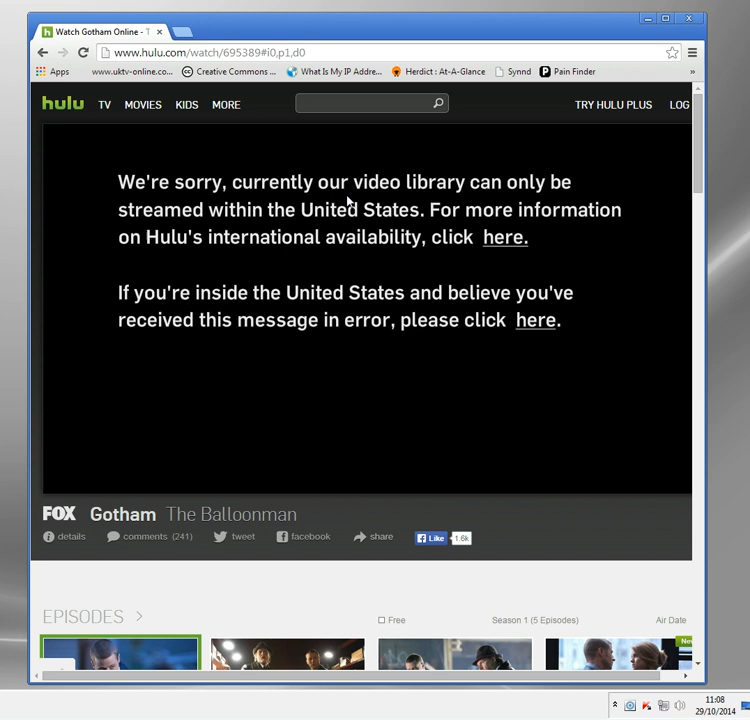 Watch Gotham Online - T
www.hulu.com/watch/695389#i0,p1,d0
Apps www.uktv-online.co... Creative Commons ... What Is My IP Addre... Herdict : At-A-Glance Synnd Pain Finder »
hulu TV MOVIES KIDS MORE TRY HULU PLUS LOG
We're sorry, currently our video library can only be
streamed within the United States. For more information
on Hulu's international availability, click here.
If you're inside the United States and believe you've
received this message in error, please click here.
FOX Gotham The Balloonman
details comments (241) tweet facebook share Like 1.6k
EPISODES Free Season 1 (5 Episodes) Air Date
11:08
29/10/2014